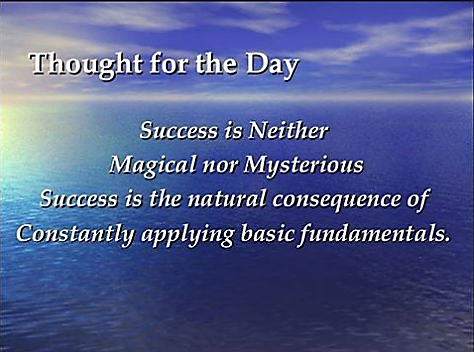 Thought for the Day
Success is Neither
Magical nor Mysterious
Success is the natural consequence of
Constantly applying basic fundamentals.